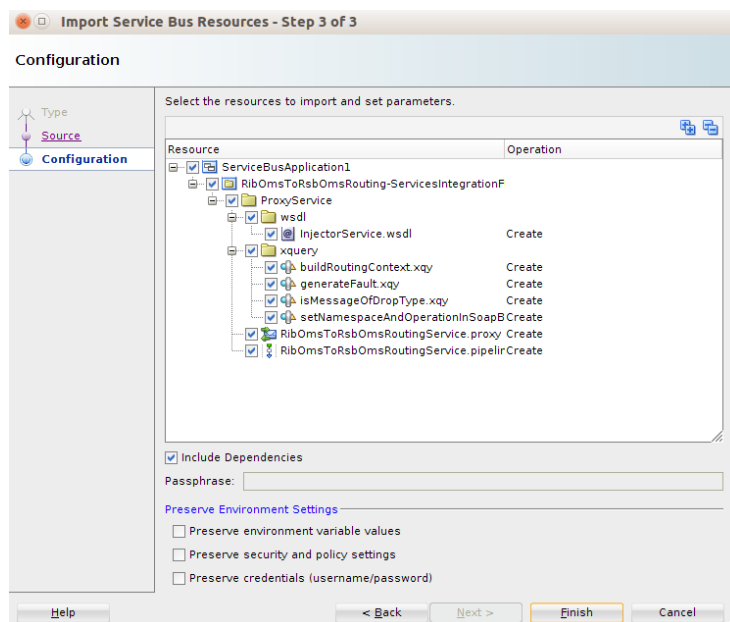 Import Service Bus Resources - Step 3 of 3
Configuration
Type
Source
Configuration
Select the resources to import and set parameters.
Resource Operation
ServiceBusApplication1
RibOmsToRsbOmsRouting-ServicesIntegrationF
ProxyService
wsdl
InjectorService.wsdl Create
xquery
buildRoutingContext.xqy Create
generateFault.xqy Create
isMessageOfDropType.xqy Create
setNamespaceAndOperationInSoapB Create
RibOmsToRsbOmsRoutingService.proxy Create
RibOmsToRsbOmsRoutingService.pipelin Create
Include Dependencies
Passphrase:
Preserve Environment Settings
Preserve environment variable values
Preserve security and policy settings
Preserve credentials (username/password)
Help < Back Next > Finish Cancel